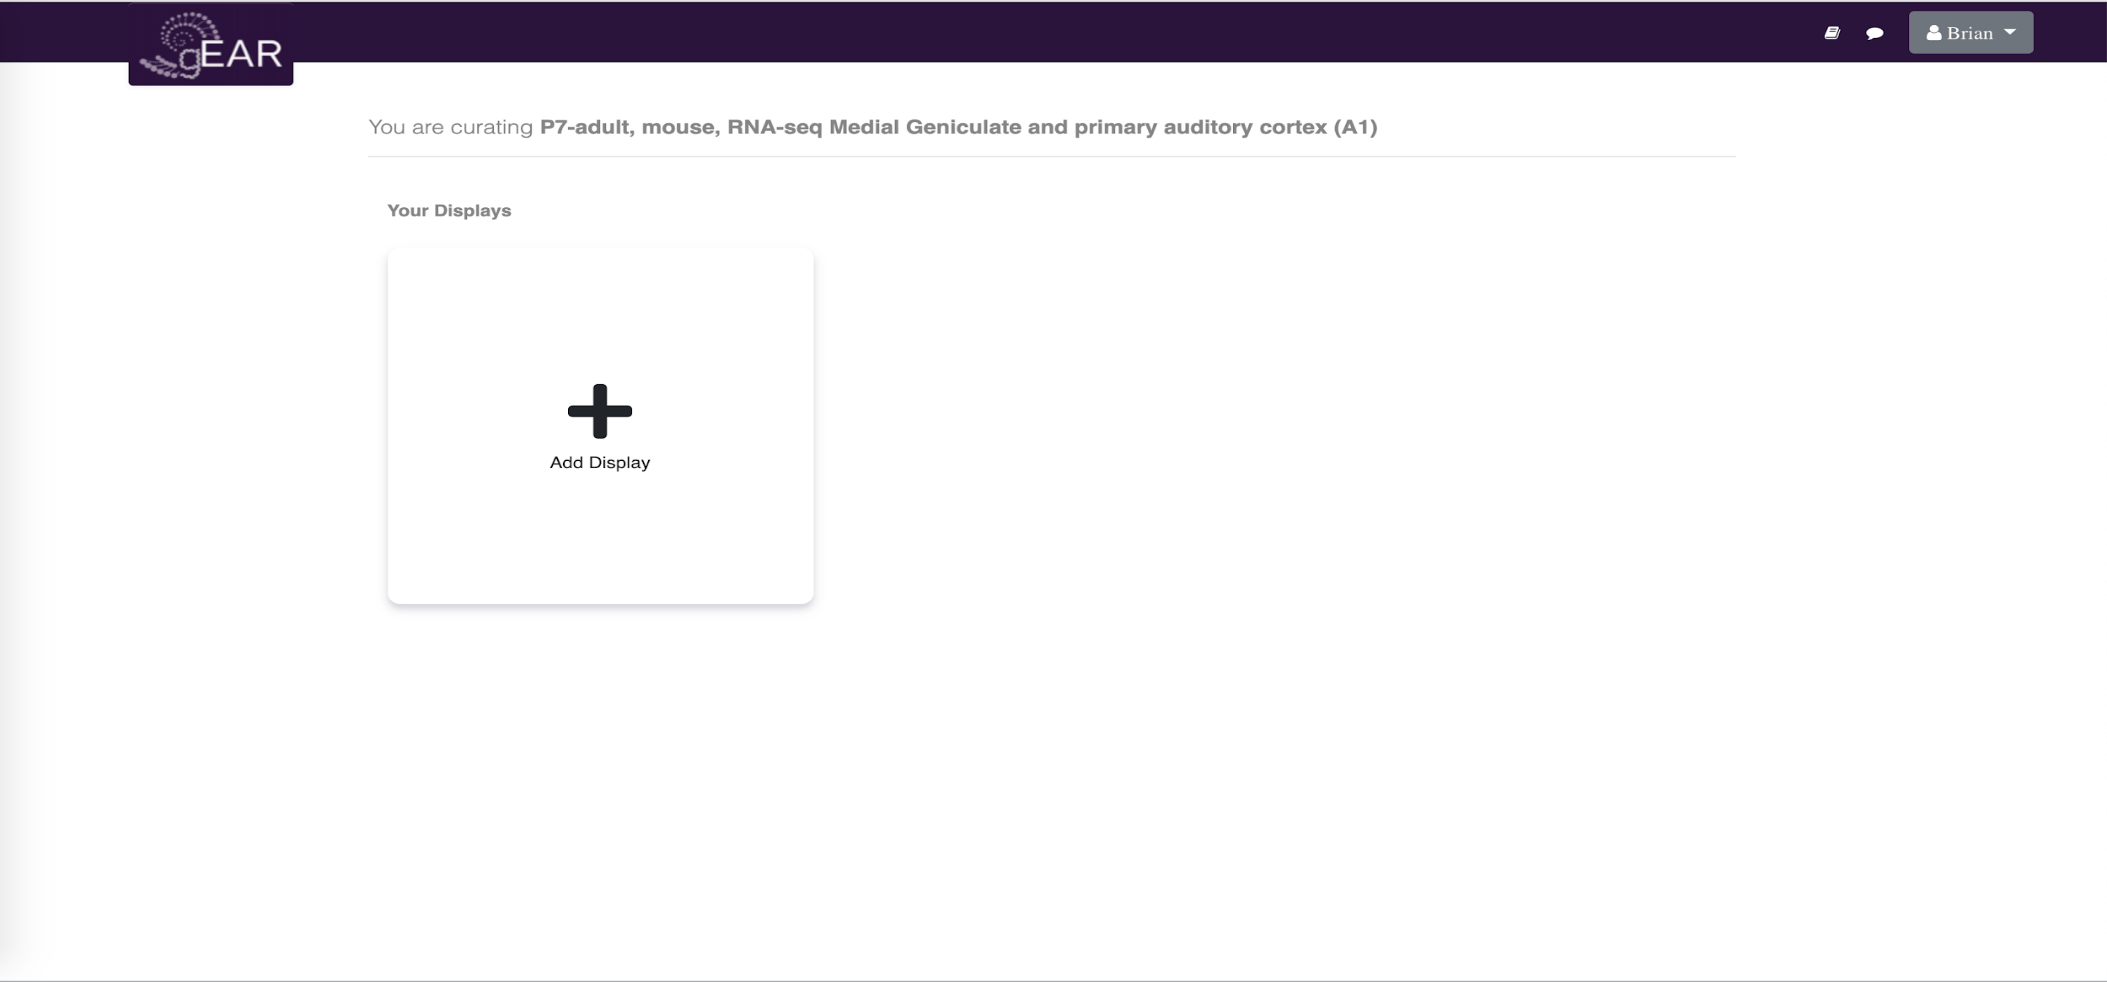 gEAR
Brian
You are curating P7-adult, mouse, RNA-seq Medial Geniculate and primary auditory cortex (A1)
Your Displays
Add Display